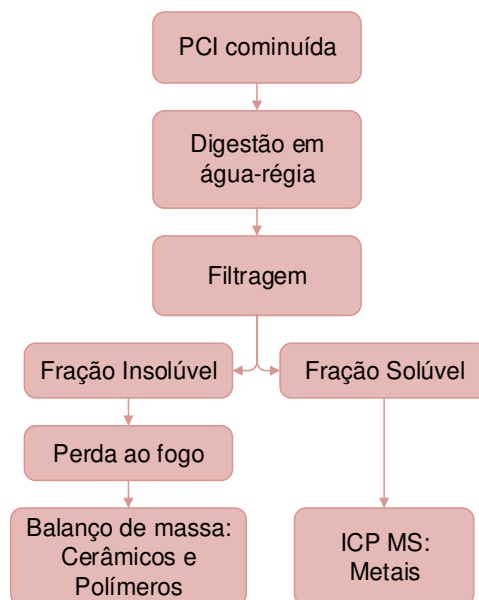 PCI cominuída
Digestão em
água-régia
Filtragem
Fração Insolúvel
Fração Solúvel
Perda ao fogo
Balanço de massa:
Cerâmicos e
Polímeros
ICP MS:
Metais